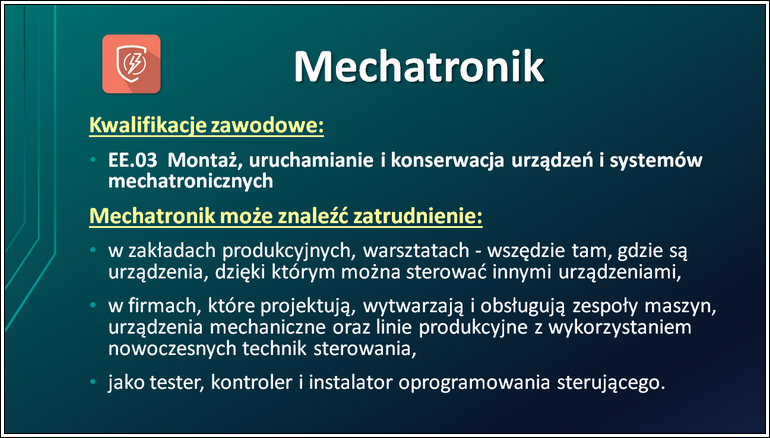 Mechatronik
Kwalifikacje zawodowe:
• EE.03 Montaż, uruchamianie i konserwacja urządzeń i systemów
mechatronicznych
Mechatronik może znaleźć zatrudnienie:
• w zakładach produkcyjnych, warsztatach - wszędzie tam, gdzie są
urządzenia, dzięki którym można sterować innymi urządzeniami,
• w firmach, które projektują, wytwarzają i obsługują zespoły maszyn,
urządzenia mechaniczne oraz linie produkcyjne z wykorzystaniem
nowoczesnych technik sterowania,
• jako tester, kontroler i instalator oprogramowania sterującego.